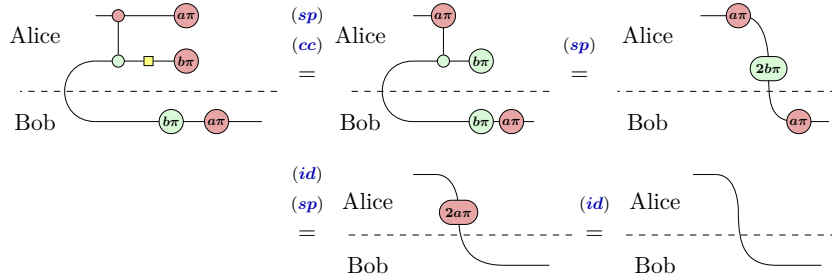 Alice aπ (sp) Alice aπ (sp) Alice aπ
bπ (cc) bπ 2bπ
= =
Bob bπ aπ Bob bπ aπ Bob aπ
(id)
(sp) Alice 2aπ (id) Alice
= =
Bob Bob